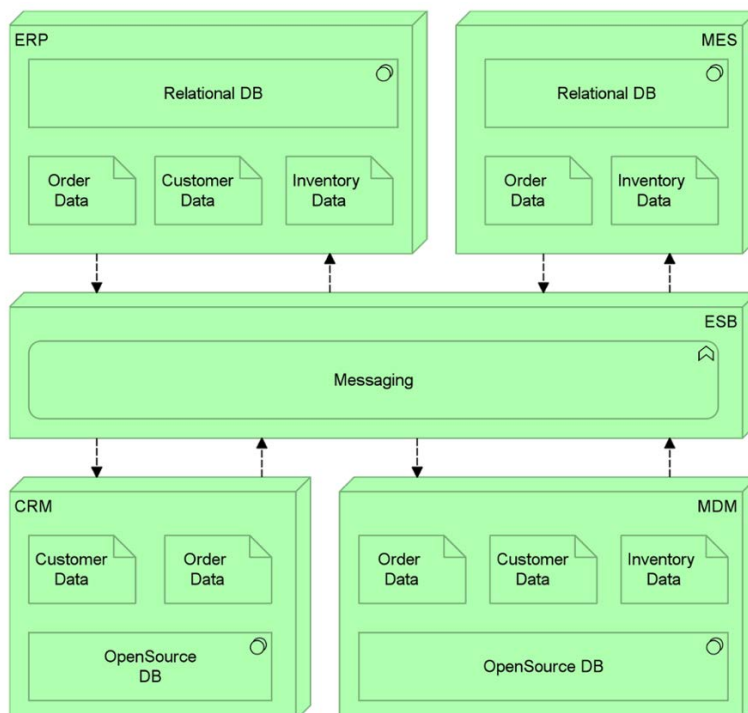 ERP
Relational DB
Order
Data
Customer
Data
Inventory
Data
MES
Relational DB
Order
Data
Inventory
Data
ESB
Messaging
CRM
Customer
Data
Order
Data
OpenSource
DB
MDM
Order
Data
Customer
Data
Inventory
Data
OpenSource DB